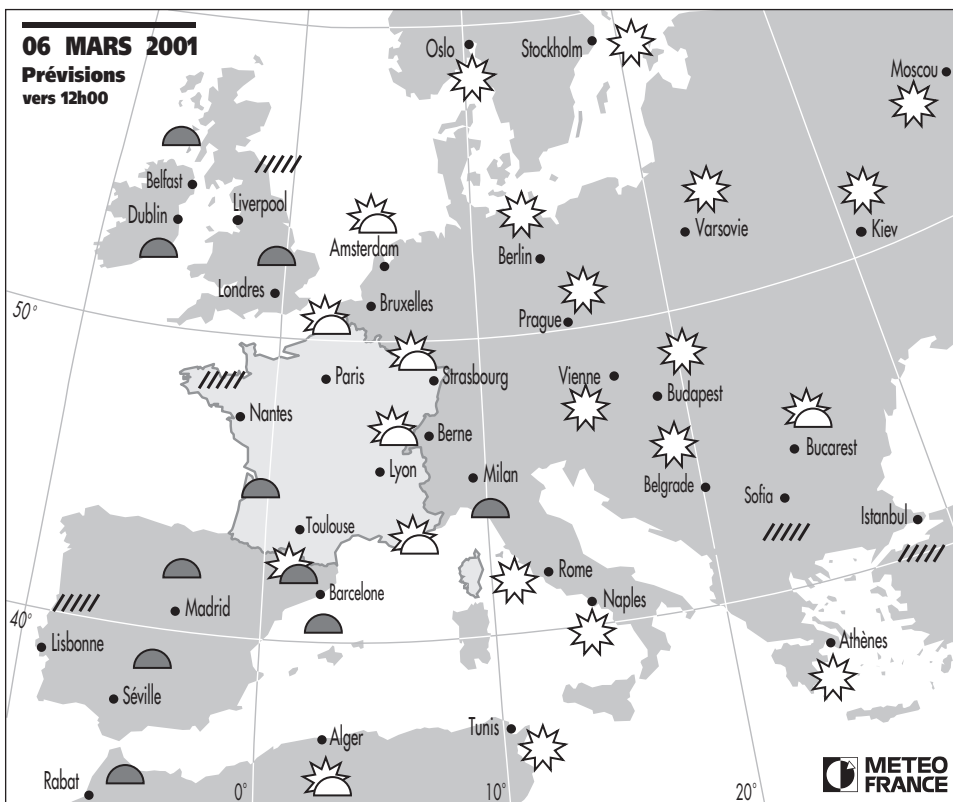 06 MARS 2001
Prévisions
vers 12h00
Oslo
Stockholm
Moscou
Belfast
Dublin
Liverpool
Amsterdam
Berlin
Varsovie
Kiev
Londres
Bruxelles
Prague
50°
Paris
Strasbourg
Vienne
Budapest
Nantes
Berne
Bucarest
Lyon
Milan
Belgrade
Sofia
Istanbul
Toulouse
Rome
Barcelone
Naples
Madrid
40°
Lisbonne
Athènes
Séville
Alger
Tunis
Rabat
0°
10°
20°
METEO
FRANCE